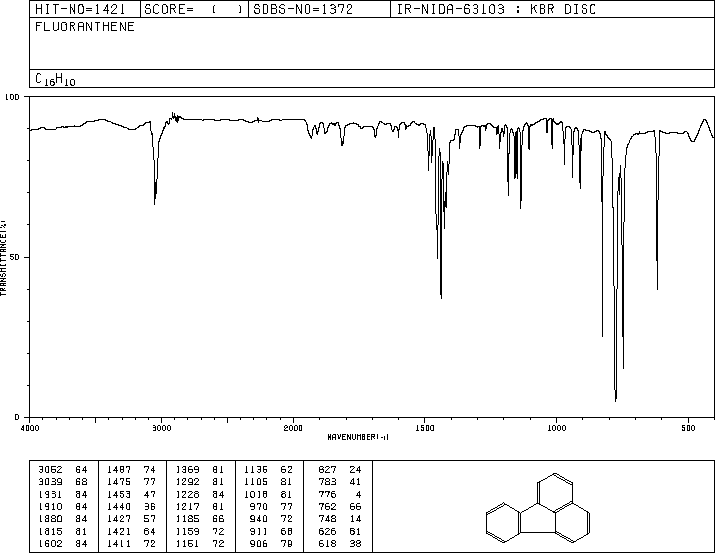 HIT-NO=1421 SCORE= ( ) SDBS-NO=1372 IR-NIDA-63103 : KBR DISC
FLUORANTHENE
C16H10
100
50
0
TRANSMITTANCE(%)
4000 3000 2000 1500 1000 500
WAVENUMBER(-1)
3052 64 1487 74 1369 81 1136 62 827 24
3039 68 1475 77 1292 81 1105 81 783 41
1931 84 1453 47 1228 84 1018 81 776 4
1910 84 1440 36 1217 81 970 77 762 66
1880 84 1427 57 1185 66 940 72 748 14
1815 81 1421 64 1159 72 911 68 626 81
1602 84 1411 72 1151 72 906 79 618 38